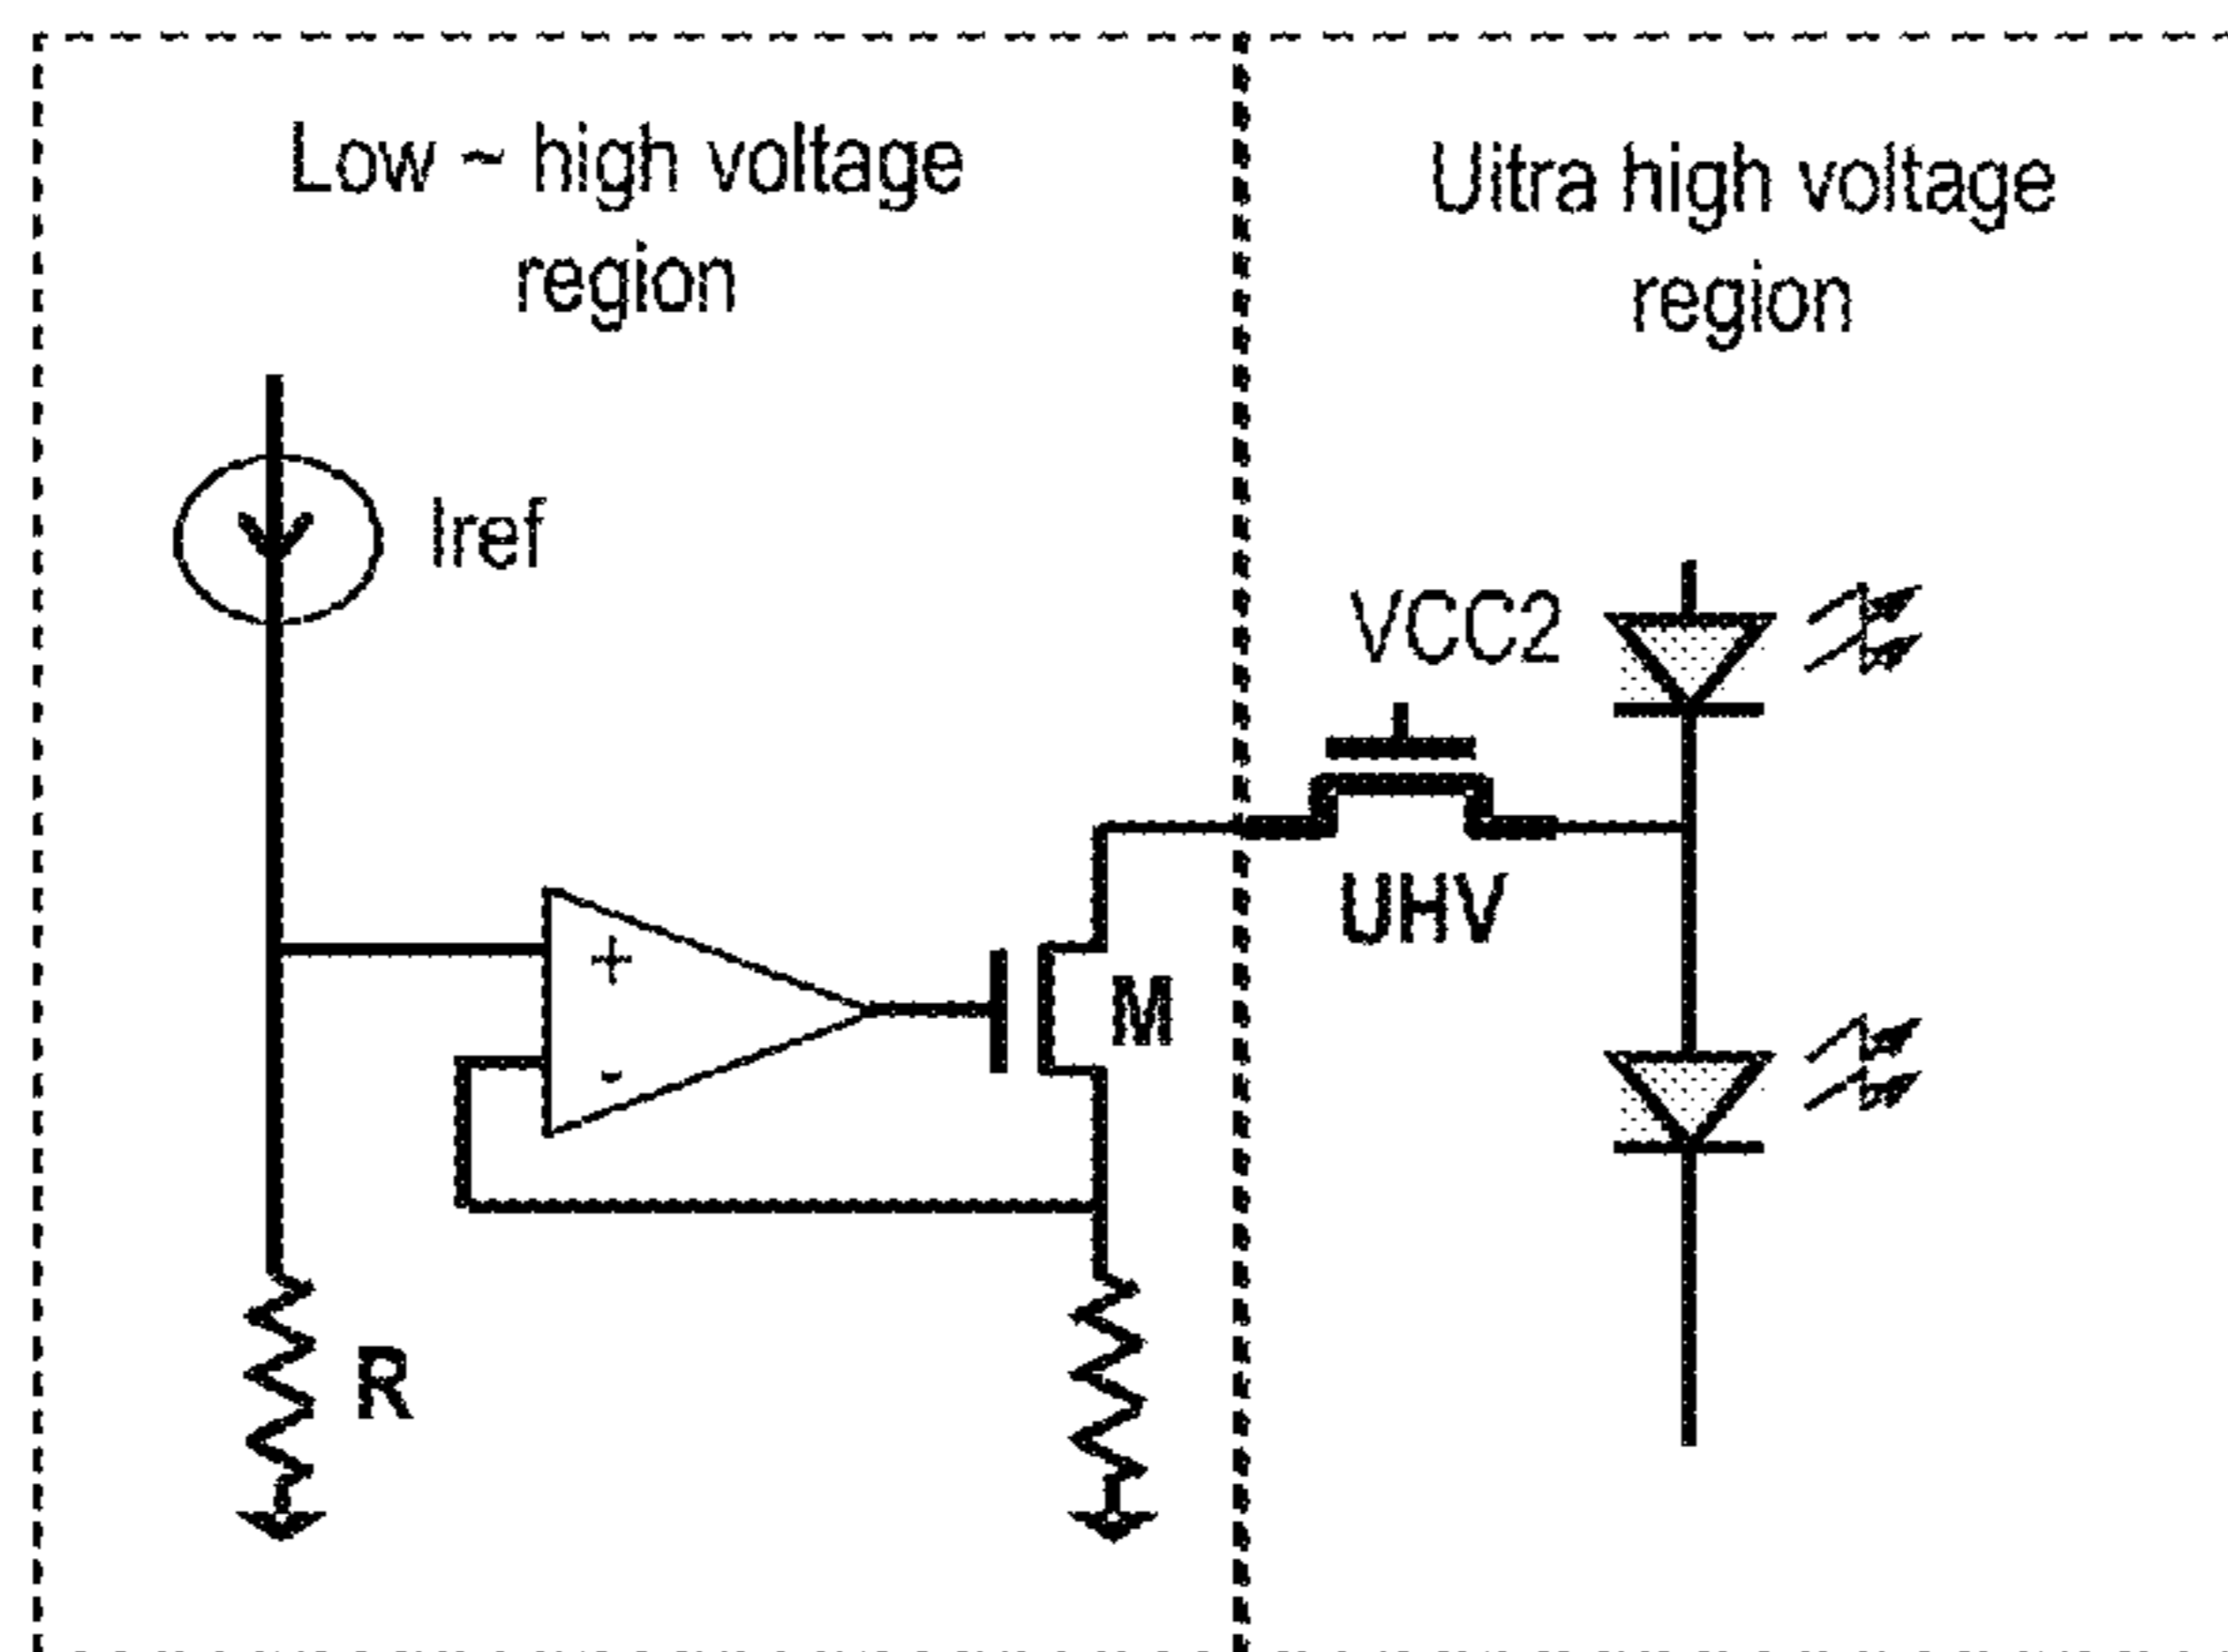 Low ~ high voltage
region
Uitra high voltage
region
Iref
VCC2
UHV
+
-
M
R